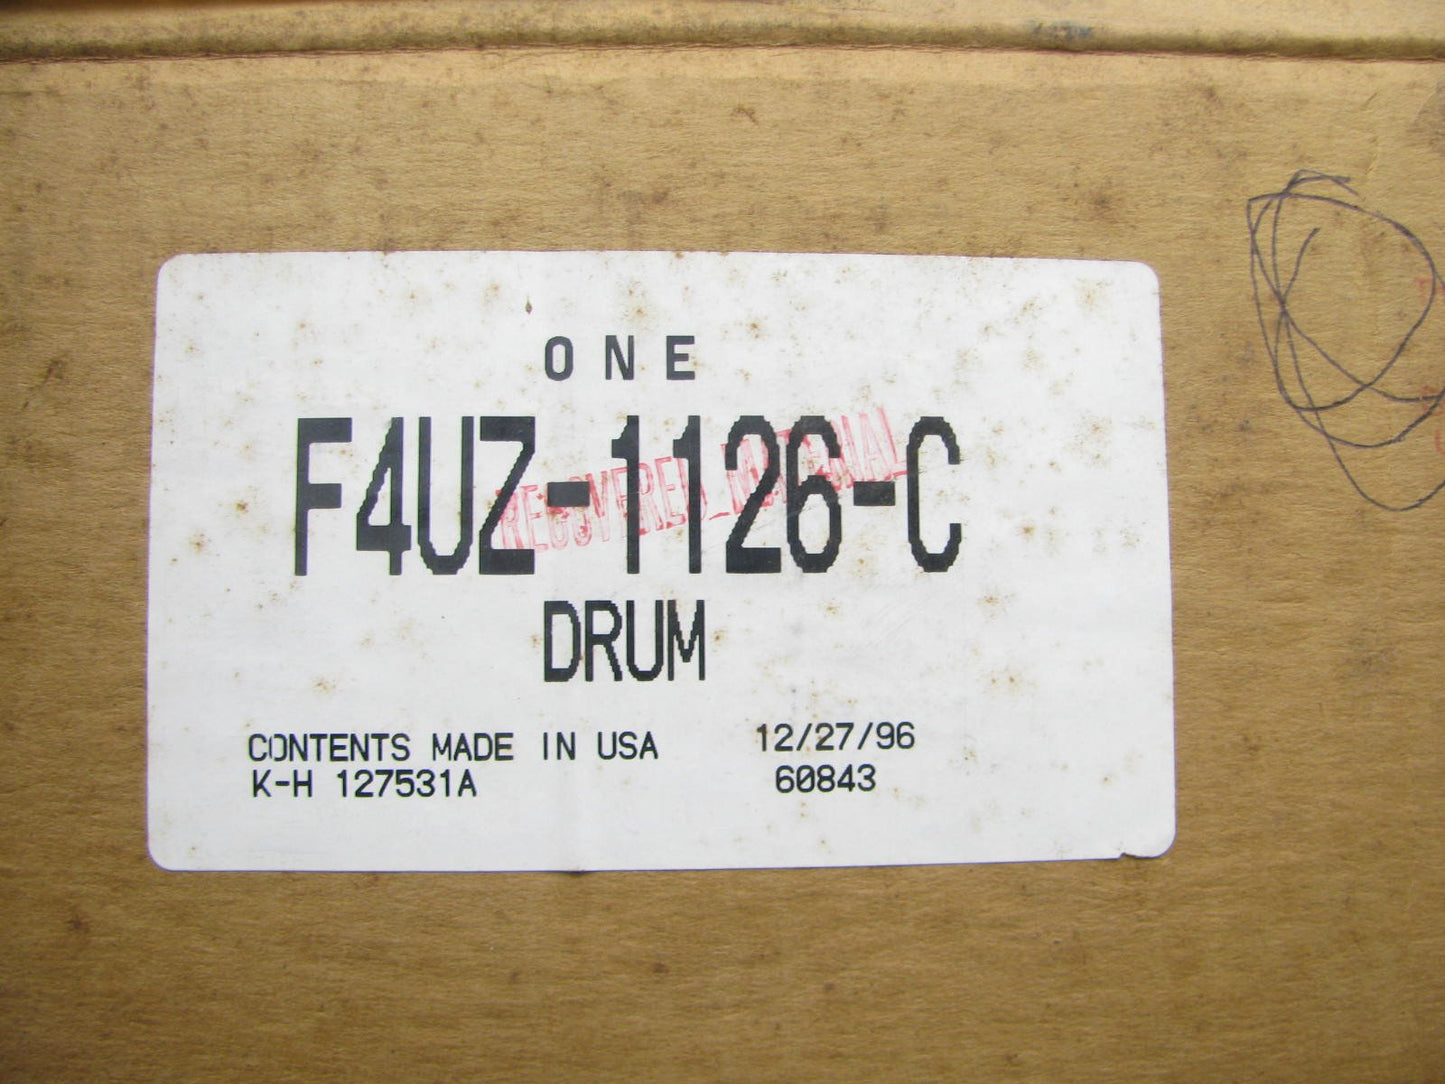 ONE
F4UZ-1126-C
RECOVERED MATERIAL
DRUM
CONTENTS MADE IN USA 12/27/96
K-H 127531A 60843